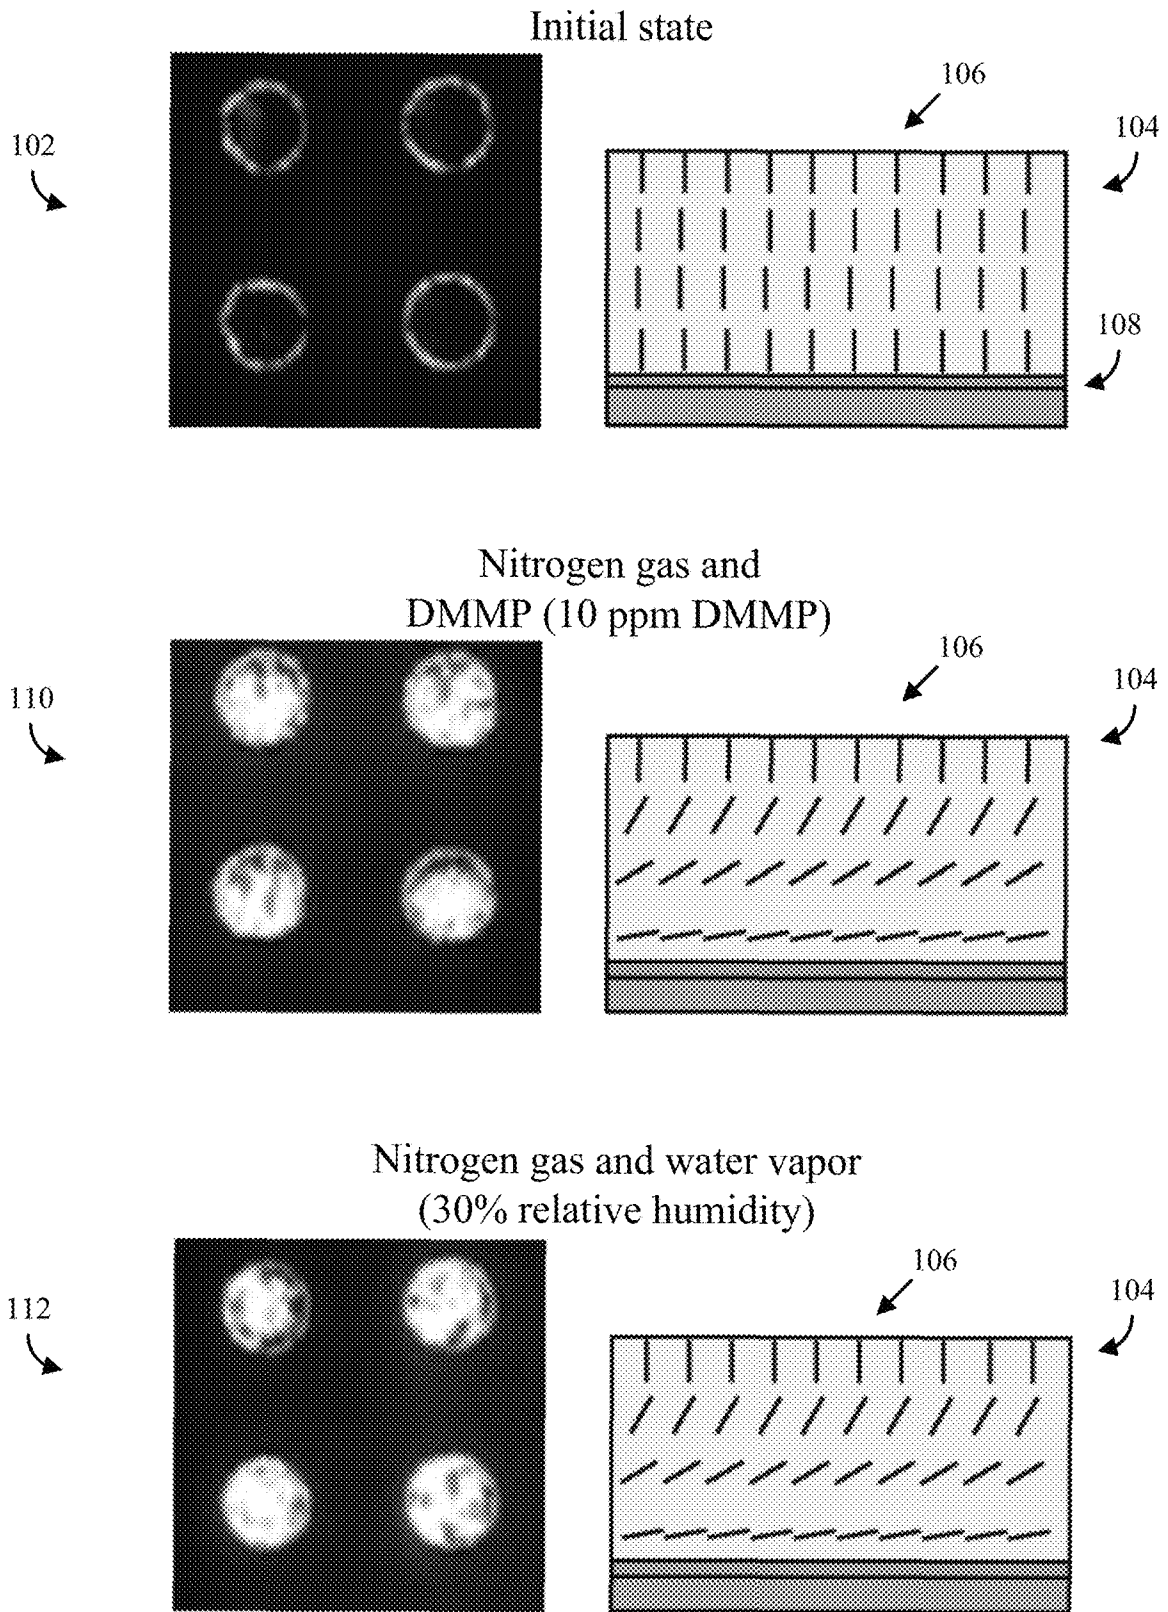 Initial state
106
104
102
108
Nitrogen gas and
DMMP (10 ppm DMMP)
106
104
110
Nitrogen gas and water vapor
(30% relative humidity)
106
104
112